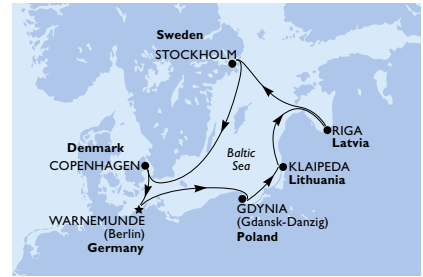 Sweden
STOCKHOLM
RIGA
Latvia
Denmark
COPENHAGEN
Baltic
Sea
KLAIPEDA
Lithuania
WARNEMUNDE
(Berlin)
Germany
GDYNIA
(Gdansk-Danzig)
Poland